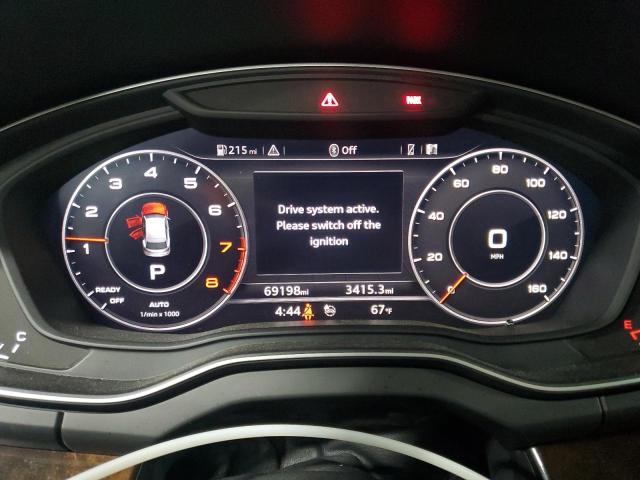 PARK
215 mi
Off
Drive system active.
Please switch off the
ignition
1 2 3 4 5 6 7 8
P
READY
OFF
AUTO
1/min x 1000
0
MPH
20 40 60 80 100 120 140 160
69198mi 3415.3mi
4:44 67°F
C
E